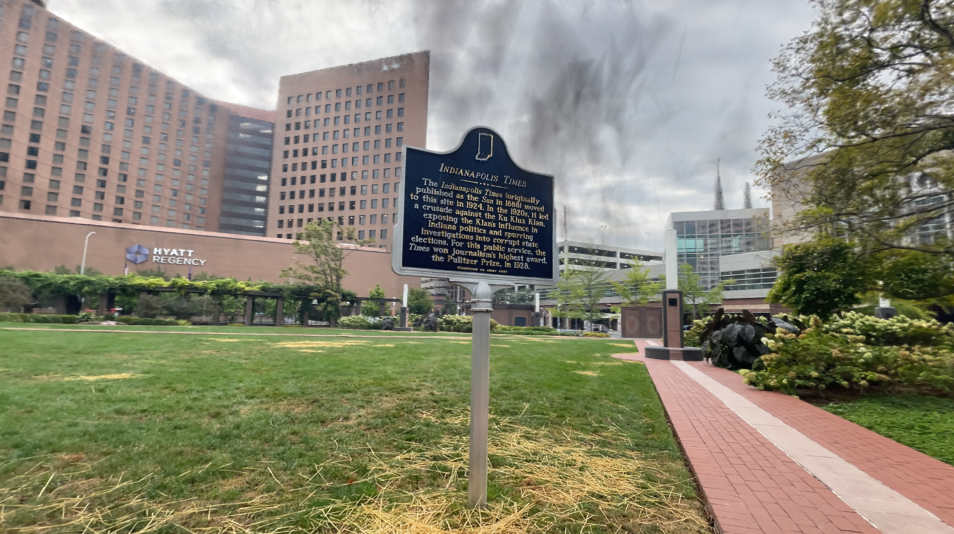 HYATT
REGENCY
INDIANAPOLIS TIMES
The Indianapolis Times (originally
published as the Sun in 1888) moved
to this site in 1924. In the 1920s, it led
a crusade against the Ku Klux Klan,
exposing the Klan's influence in
Indiana politics and spurring
investigations into corrupt state
elections. For this public service, the
Times won journalism's highest award,
the Pulitzer Prize, in 1928.